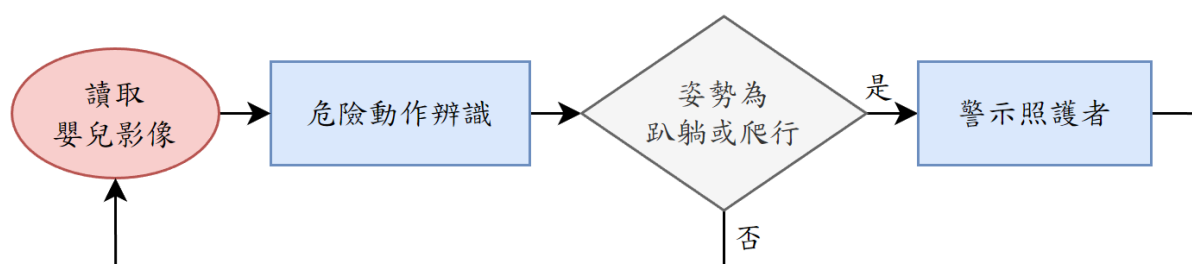 讀取
嬰兒影像
危險動作辨識
姿勢為
趴躺或爬行
是
警示照護者
否